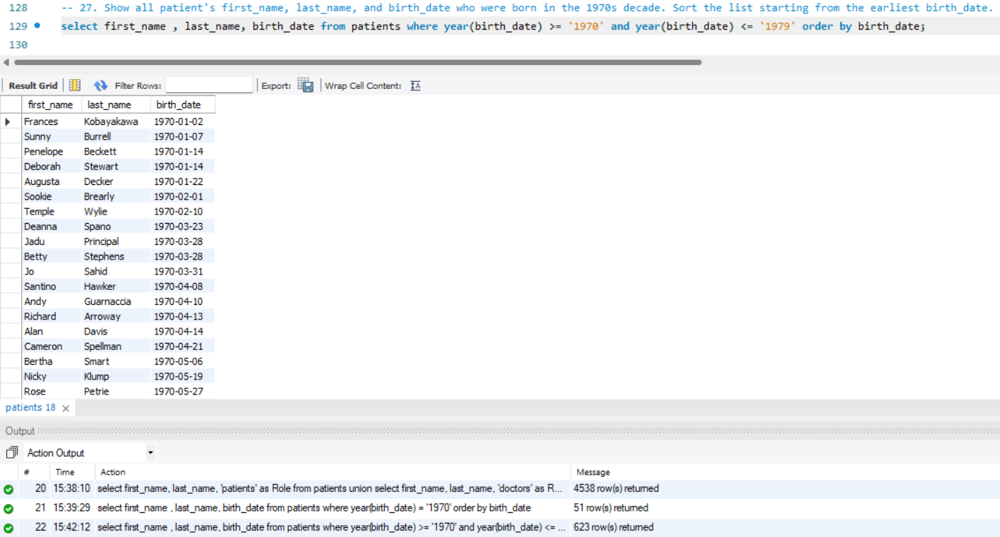 128 -- 27. Show all patient's first_name, last_name, and birth_date who were born in the 1970s decade. Sort the list starting from the earliest birth_date.
129 select first_name , last_name, birth_date from patients where year(birth_date) >= '1970' and year(birth_date) <= '1979' order by birth_date;
130
Result Grid Filter Rows: Export: Wrap Cell Content: IA
first_name last_name birth_date
Frances Kobayakawa 1970-01-02
Sunny Burrell 1970-01-07
Penelope Beckett 1970-01-14
Deborah Stewart 1970-01-14
Augusta Decker 1970-01-22
Sookie Brearly 1970-02-01
Temple Wylie 1970-02-10
Deanna Spano 1970-03-23
Jadu Principal 1970-03-28
Betty Stephens 1970-03-28
Jo Sahid 1970-03-31
Santino Hawker 1970-04-08
Andy Guarnaccia 1970-04-10
Richard Arroway 1970-04-13
Alan Davis 1970-04-14
Cameron Spellman 1970-04-21
Bertha Smart 1970-05-06
Nicky Klump 1970-05-19
Rose Petrie 1970-05-27
patients 18
Output
Action Output
# Time Action Message
20 15:38:10 select first_name, last_name, 'patients' as Role from patients union select first_name, last_name, 'doctors' as R... 4538 row(s) returned
21 15:39:29 select first_name , last_name, birth_date from patients where year(birth_date) = '1970' order by birth_date 51 row(s) returned
22 15:42:12 select first_name , last_name, birth_date from patients where year(birth_date) >= '1970' and year(birth_date) <= ... 623 row(s) returned